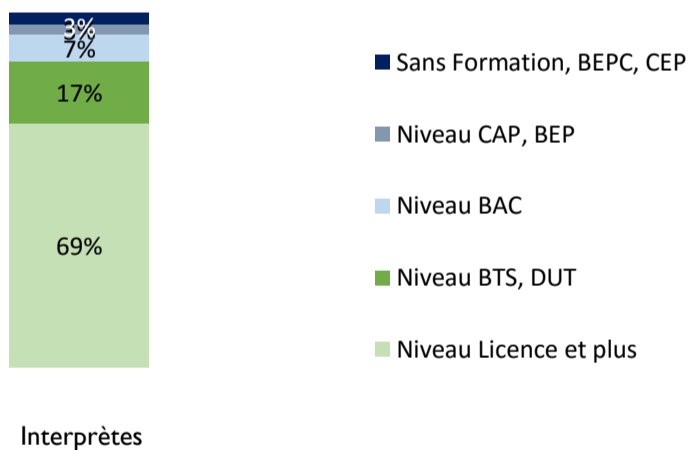 3%
3%
7%
17%
69%
Interprètes
Sans Formation, BEPC, CEP
Niveau CAP, BEP
Niveau BAC
Niveau BTS, DUT
Niveau Licence et plus